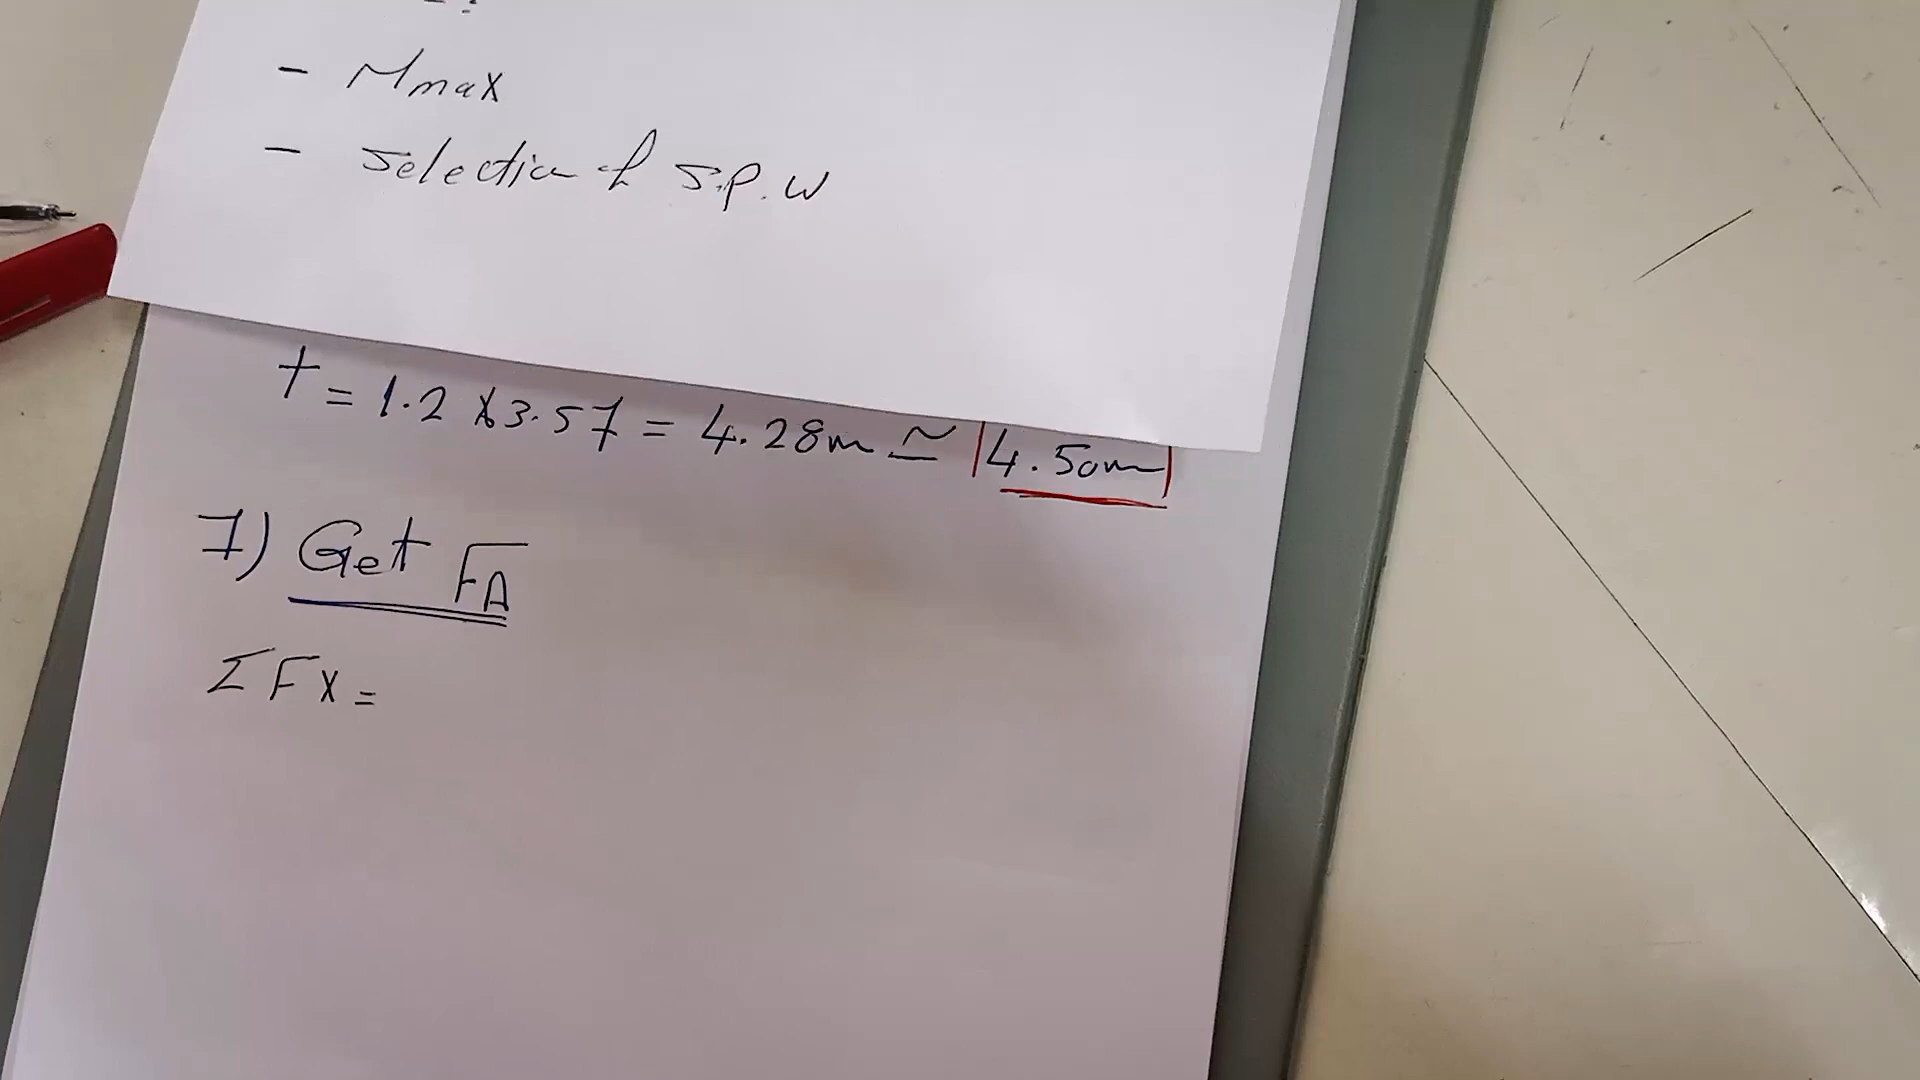 - Mmax
- Selection of S.P.W
t = 1.2 x 3.57 = 4.28m ≃ 4.50m
7) Get FA
ΣFX =